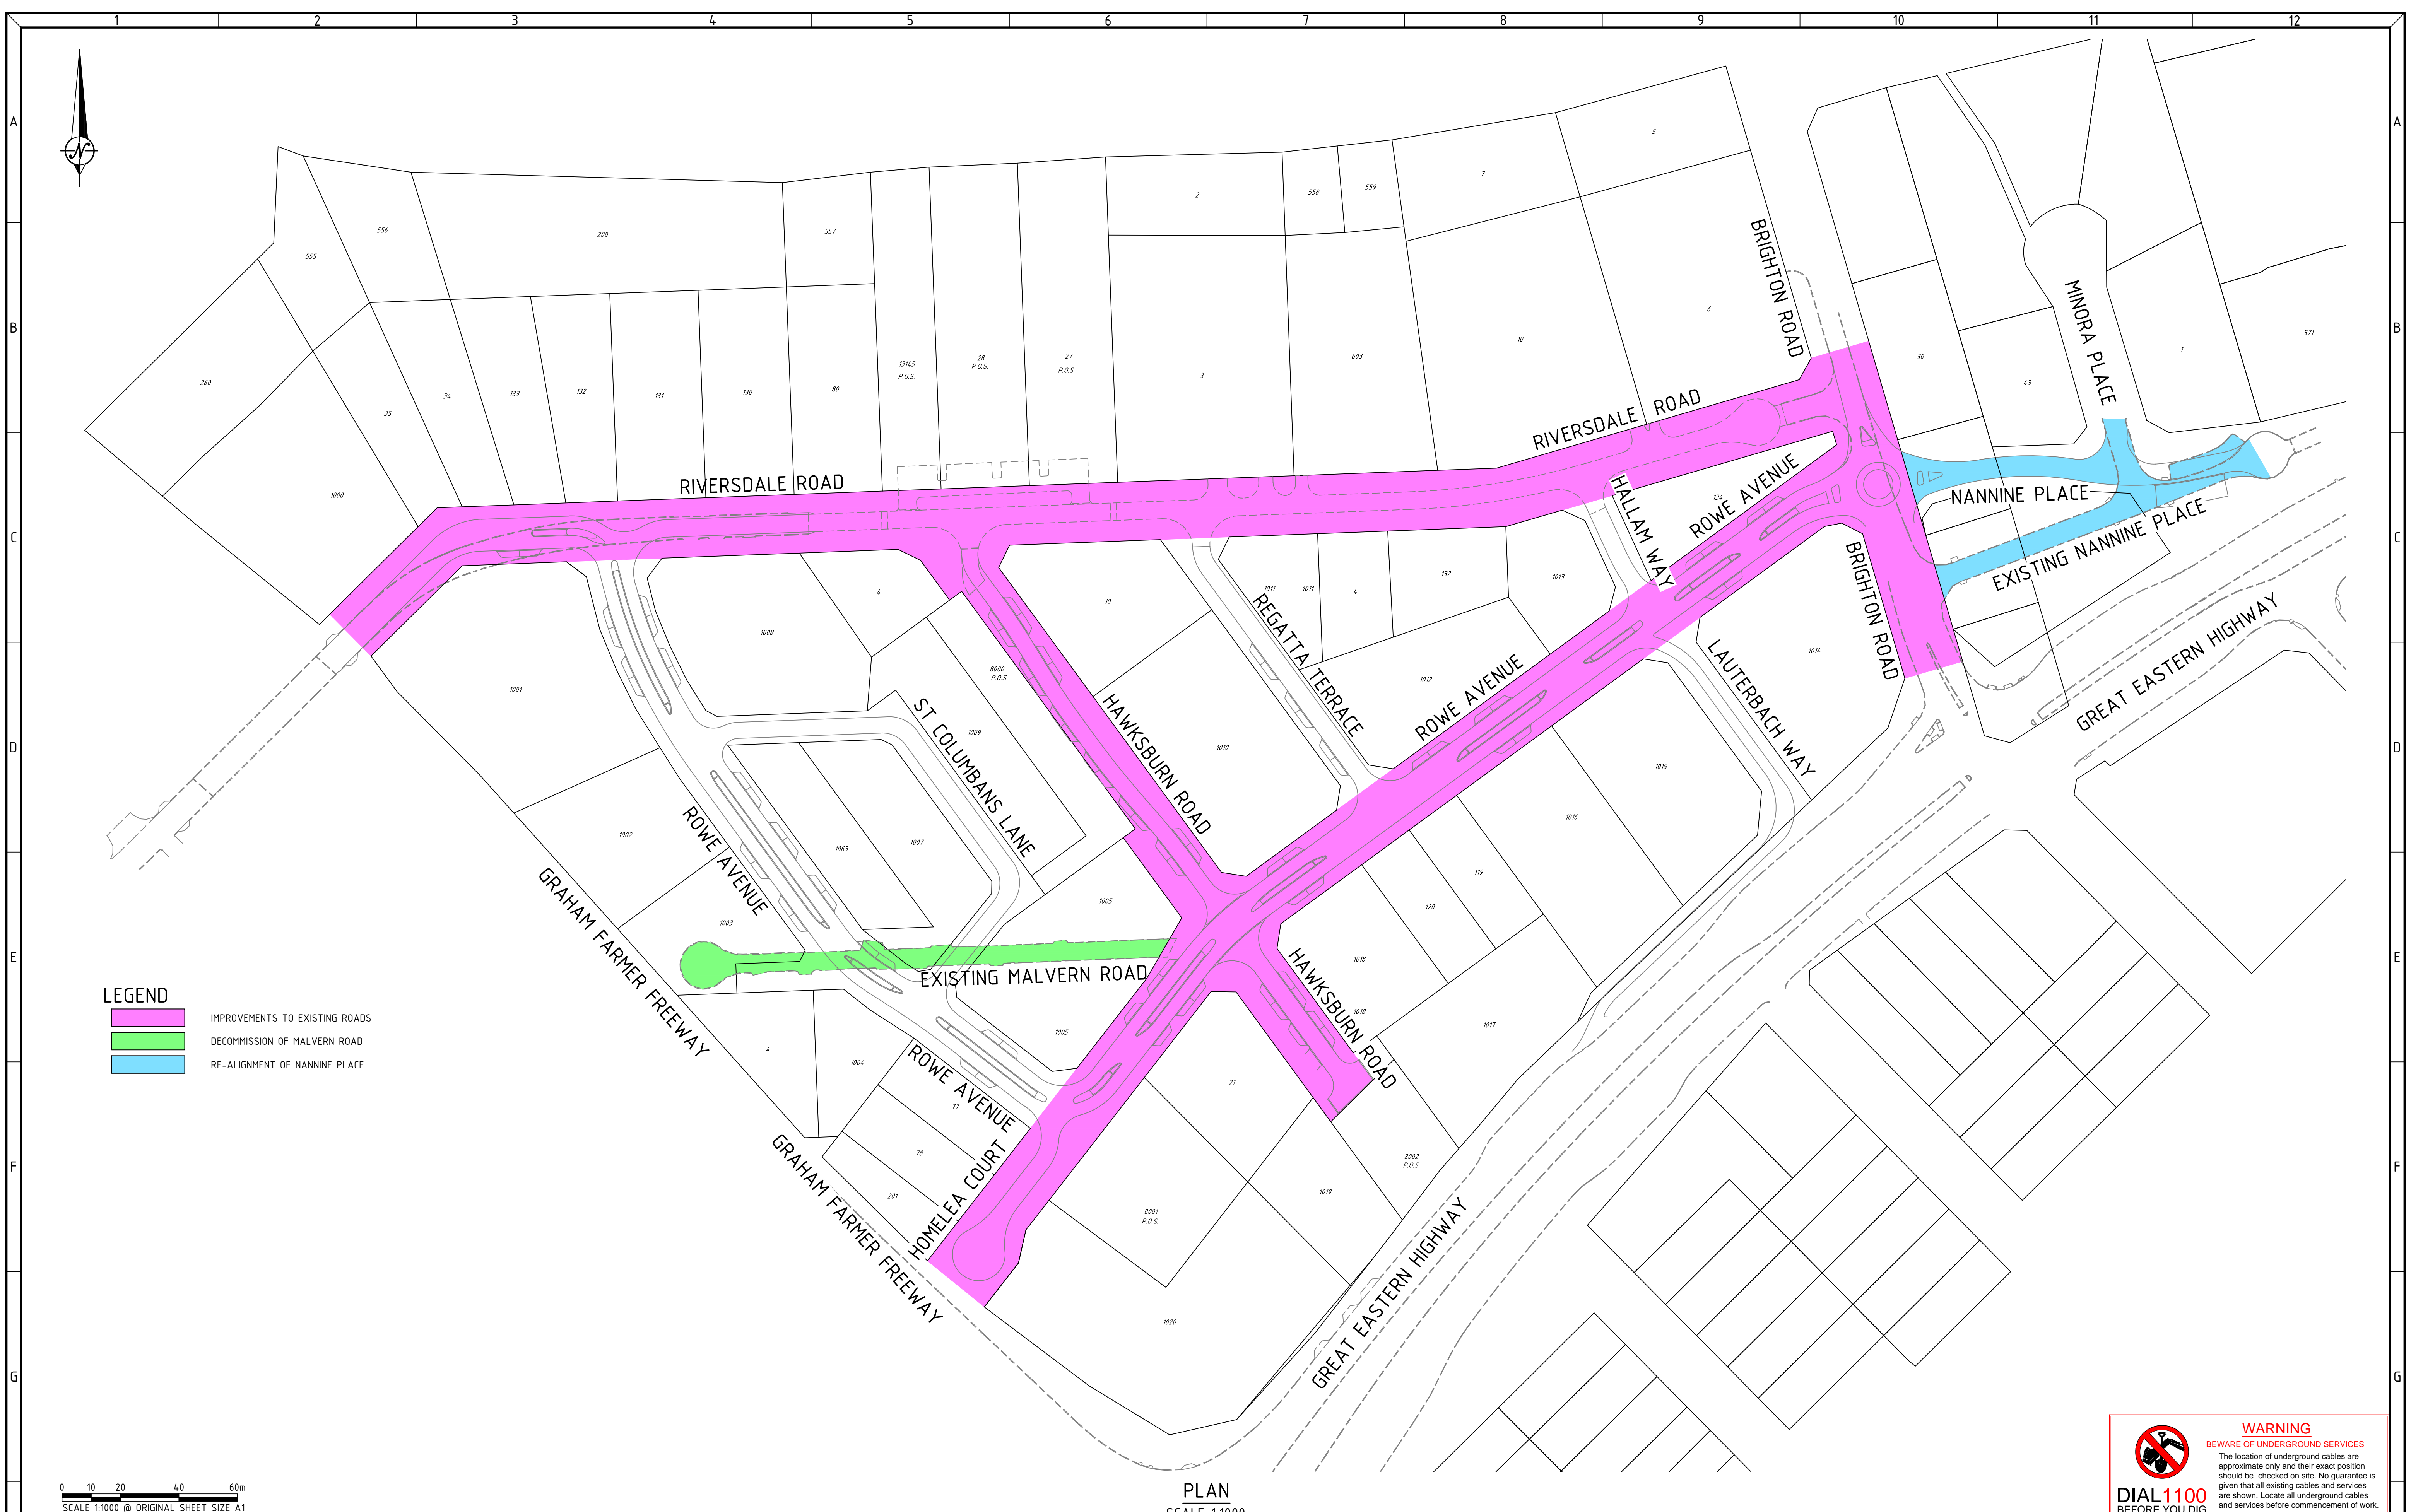 1 2 3 4 5 6 7 8 9 10 11 12
A A
B B
C C
D D
E E
F F
G G
N
5
7
2
558
559
556
200
557
555
BRIGHTON ROAD
MINORA PLACE
6
571
10
1
30
603
28
P.O.S.
27
P.O.S.
13145
P.O.S.
3
260
43
35
34
133
132
131
130
80
RIVERSDALE ROAD
RIVERSDALE ROAD
1000
HALLAM WAY
134
ROWE AVENUE
NANNINE PLACE
EXISTING NANNINE PLACE
BRIGHTON ROAD
4
10
1011
1011
4
132
1013
REGATTA TERRACE
1008
8000
P.O.S.
1014
GREAT EASTERN HIGHWAY
1001
LAUTERBACH WAY
1012
ROWE AVENUE
ST COLUMBANS LANE
1009
HAWKSBURN ROAD
1010
1015
1016
1002
ROWE AVENUE
1063
1007
119
120
1005
1003
GRAHAM FARMER FREEWAY
EXISTING MALVERN ROAD
1018
HAWKSBURN ROAD
1018
1017
1005
LEGEND
IMPROVEMENTS TO EXISTING ROADS
DECOMMISSION OF MALVERN ROAD
RE-ALIGNMENT OF NANNINE PLACE
4
1004
ROWE AVENUE
21
77
78
201
8002
P.O.S.
1019
HOMELEA COURT
8001
P.O.S.
GRAHAM FARMER FREEWAY
GREAT EASTERN HIGHWAY
1020
0 10 20 40 60m
SCALE 1:1000 @ ORIGINAL SHEET SIZE A1
PLAN
SCALE 1:1000
WARNING
BEWARE OF UNDERGROUND SERVICES
The location of underground cables are
approximate only and their exact position
should be checked on site. No guarantee is
given that all existing cables and services
are shown. Locate all underground cables
and services before commencement of work.
DIAL1100
BEFORE YOU DIG